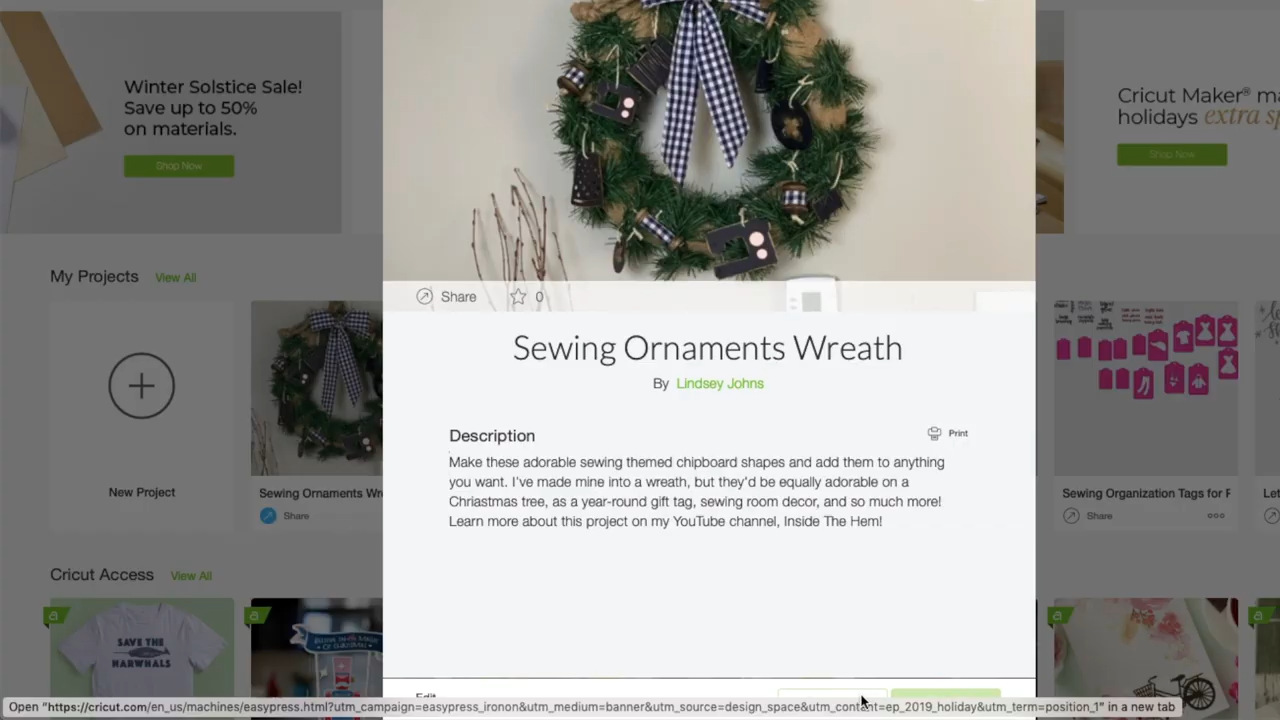 Winter Solstice Sale!
Save up to 50%
on materials.
Shop Now
Cricut Maker® ma
holidays extra sp
Shop Now
My Projects View All
New Project
Sewing Ornaments Wr
Share
Share 0
Sewing Ornaments Wreath
By Lindsey Johns
Description
Print
Make these adorable sewing themed chipboard shapes and add them to anything
you want. I've made mine into a wreath, but they'd be equally adorable on a
Chriastmas tree, as a year-round gift tag, sewing room decor, and so much more!
Learn more about this project on my YouTube channel, Inside The Hem!
Sewing Organization Tags for F
Share
Let
Cricut Access View All
a
SAVE THE
NARWHALS
a
a
a
Edit
Open "https://cricut.com/en_us/machines/easypress.html?utm_campaign=easypress_ironon&utm_medium=banner&utm_source=design_space&utm_content=ep_2019_holiday&utm_term=position_1" in a new tab